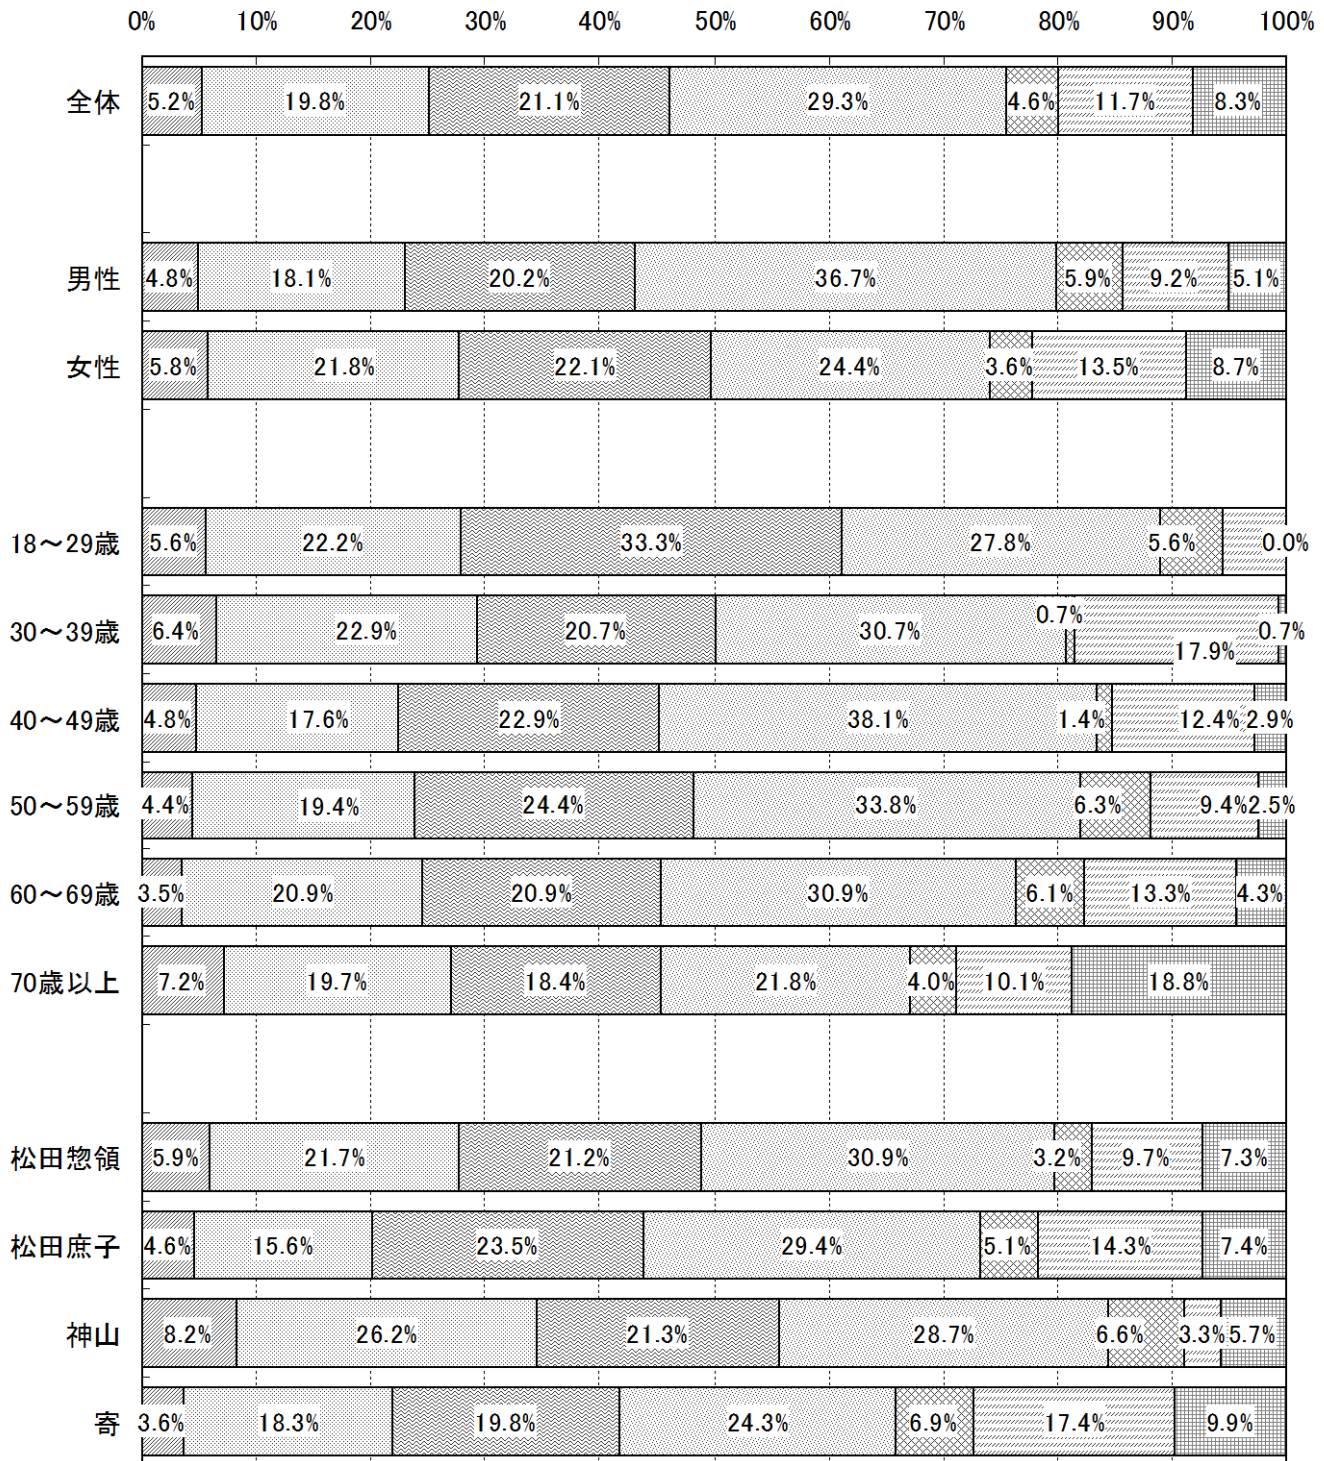 0% 10% 20% 30% 40% 50% 60% 70% 80% 90% 100%
全体 5.2% 19.8% 21.1% 29.3% 4.6% 11.7% 8.3%
男性 4.8% 18.1% 20.2% 36.7% 5.9% 9.2% 5.1%
女性 5.8% 21.8% 22.1% 24.4% 3.6% 13.5% 8.7%
18～29歳 5.6% 22.2% 33.3% 27.8% 5.6% 0.0%
30～39歳 6.4% 22.9% 20.7% 30.7% 0.7% 17.9% 0.7%
40～49歳 4.8% 17.6% 22.9% 38.1% 1.4% 12.4% 2.9%
50～59歳 4.4% 19.4% 24.4% 33.8% 6.3% 9.4% 2.5%
60～69歳 3.5% 20.9% 20.9% 30.9% 6.1% 13.3% 4.3%
70歳以上 7.2% 19.7% 18.4% 21.8% 4.0% 10.1% 18.8%
松田惣領 5.9% 21.7% 21.2% 30.9% 3.2% 9.7% 7.3%
松田庶子 4.6% 15.6% 23.5% 29.4% 5.1% 14.3% 7.4%
神山 8.2% 26.2% 21.3% 28.7% 6.6% 3.3% 5.7%
寄 3.6% 18.3% 19.8% 24.3% 6.9% 17.4% 9.9%